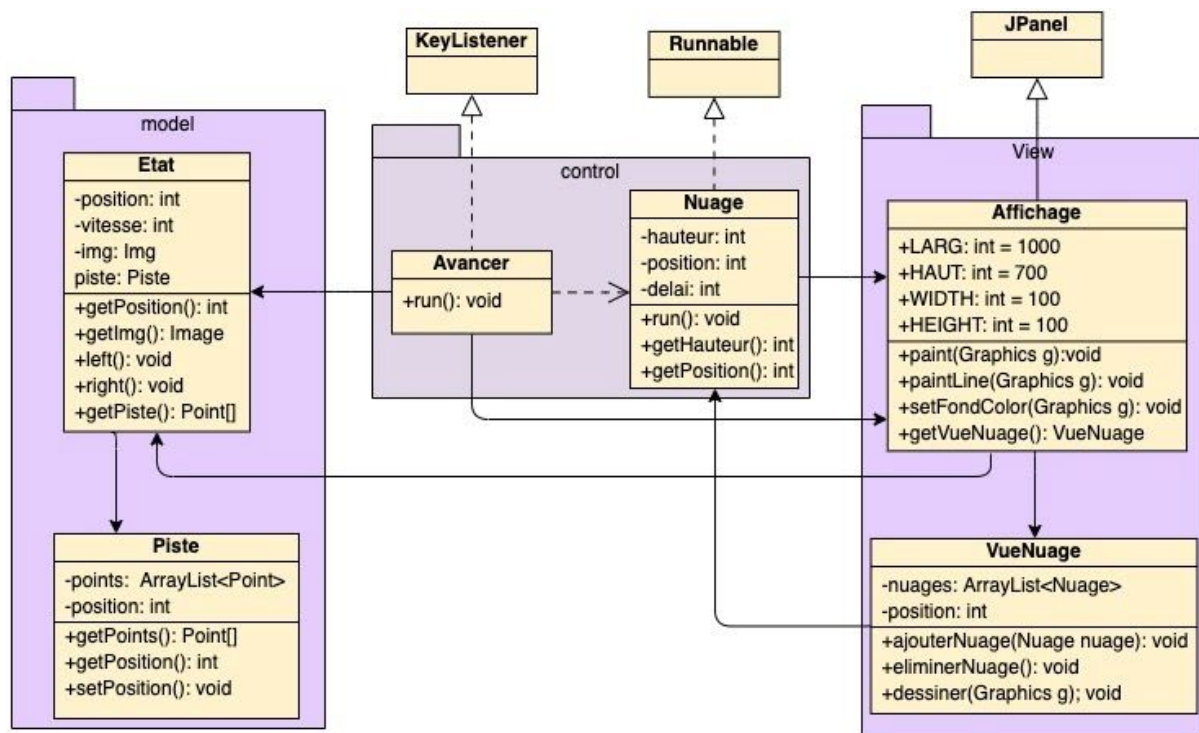 KeyListener
Runnable
JPanel
model
Etat
-position: int
-vitesse: int
-img: Img
piste: Piste
+getPosition(): int
+getImg(): Image
+left(): void
+right(): void
+getPiste(): Point[]
Piste
-points: ArrayList<Point>
-position: int
+getPoints(): Point[]
+getPosition(): int
+setPosition(): void
control
Avancer
+run(): void
Nuage
-hauteur: int
-position: int
-delai: int
+run(): void
+getHauteur(): int
+getPosition(): int
View
Affichage
+LARG: int = 1000
+HAUT: int = 700
+WIDTH: int = 100
+HEIGHT: int = 100
+paint(Graphics g):void
+paintLine(Graphics g): void
+setFondColor(Graphics g): void
+getVueNuage(): VueNuage
VueNuage
-nuages: ArrayList<Nuage>
-position: int
+ajouterNuage(Nuage nuage): void
+eliminerNuage(): void
+dessiner(Graphics g); void